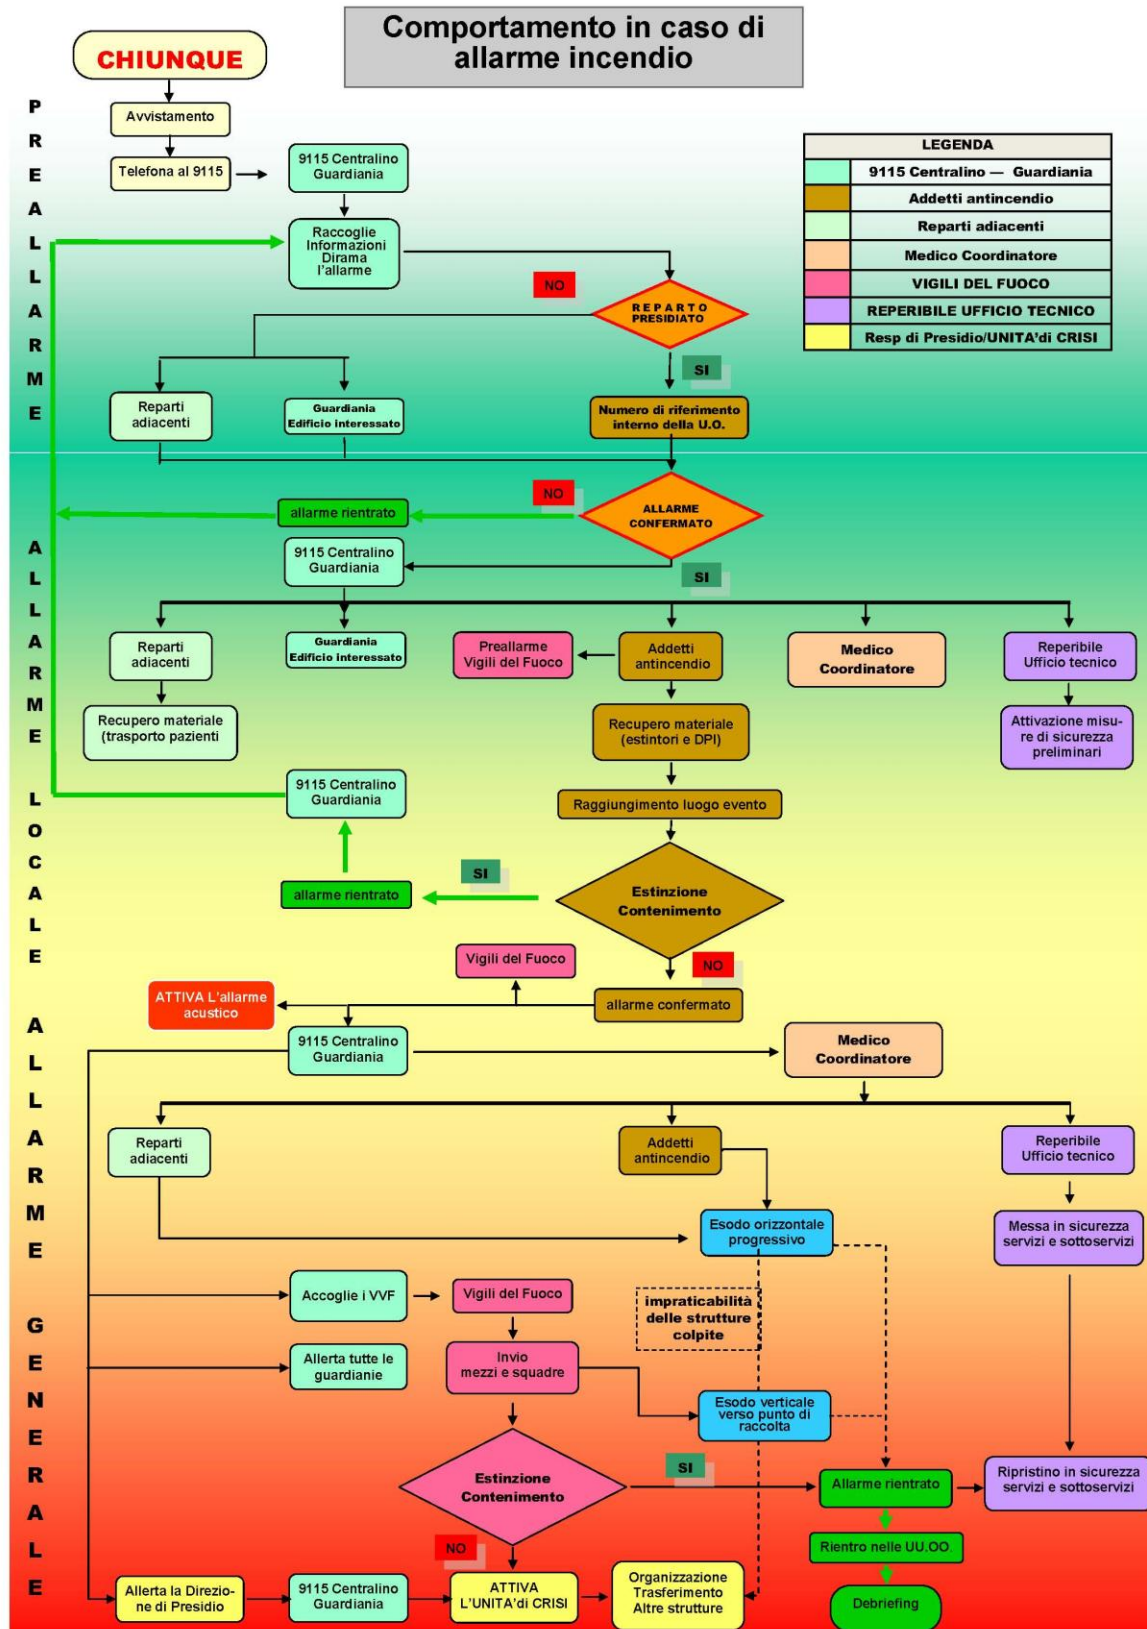 Comportamento in caso di
allarme incendio
CHIUNQUE
Avvistamento
Telefona al 9115
9115 Centralino
Guardiania
Raccoglie
Informazioni
Dirama
l'allarme
LEGENDA
9115 Centralino — Guardiania
Addetti antincendio
Reparti adiacenti
Medico Coordinatore
VIGILI DEL FUOCO
REPERIBILE UFFICIO TECNICO
Resp di Presidio/UNITA'di CRISI
PREALLARME
NO
REPARTO
PRESIDIATO
SI
Reparti
adiacenti
Guardiania
Edificio interessato
Numero di riferimento
interno della U.O.
ALLARME LOCALE
NO
allarme rientrato
ALLARME
CONFERMATO
9115 Centralino
Guardiania
SI
Reparti
adiacenti
Guardiania
Edificio interessato
Preallarme
Vigili del Fuoco
Addetti
antincendio
Medico
Coordinatore
Reperibile
Ufficio tecnico
Recupero materiale
(trasporto pazienti
Recupero materiale
(estintori e DPI)
Attivazione misu-
re di sicurezza
preliminari
9115 Centralino
Guardiania
Raggiungimento luogo evento
SI
allarme rientrato
Estinzione
Contenimento
NO
Vigili del Fuoco
ATTIVA L'allarme
acustico
allarme confermato
ALLARME GENERALE
9115 Centralino
Guardiania
Medico
Coordinatore
Reparti
adiacenti
Addetti
antincendio
Reperibile
Ufficio tecnico
Esodo orizzontale
progressivo
Messa in sicurezza
servizi e sottoservizi
Accoglie i VVF
Vigili del Fuoco
impraticabilità
delle strutture
colpite
Allerta tutte le
guardianie
Invio
mezzi e squadre
Esodo verticale
verso punto di
raccolta
Estinzione
Contenimento
SI
Allarme rientrato
Ripristino in sicurezza
servizi e sottoservizi
NO
Rientro nelle UU.OO.
Allerta la Direzio-
ne di Presidio
9115 Centralino
Guardiania
ATTIVA
L'UNITA'di CRISI
Organizzazione
Trasferimento
Altre strutture
Debriefing